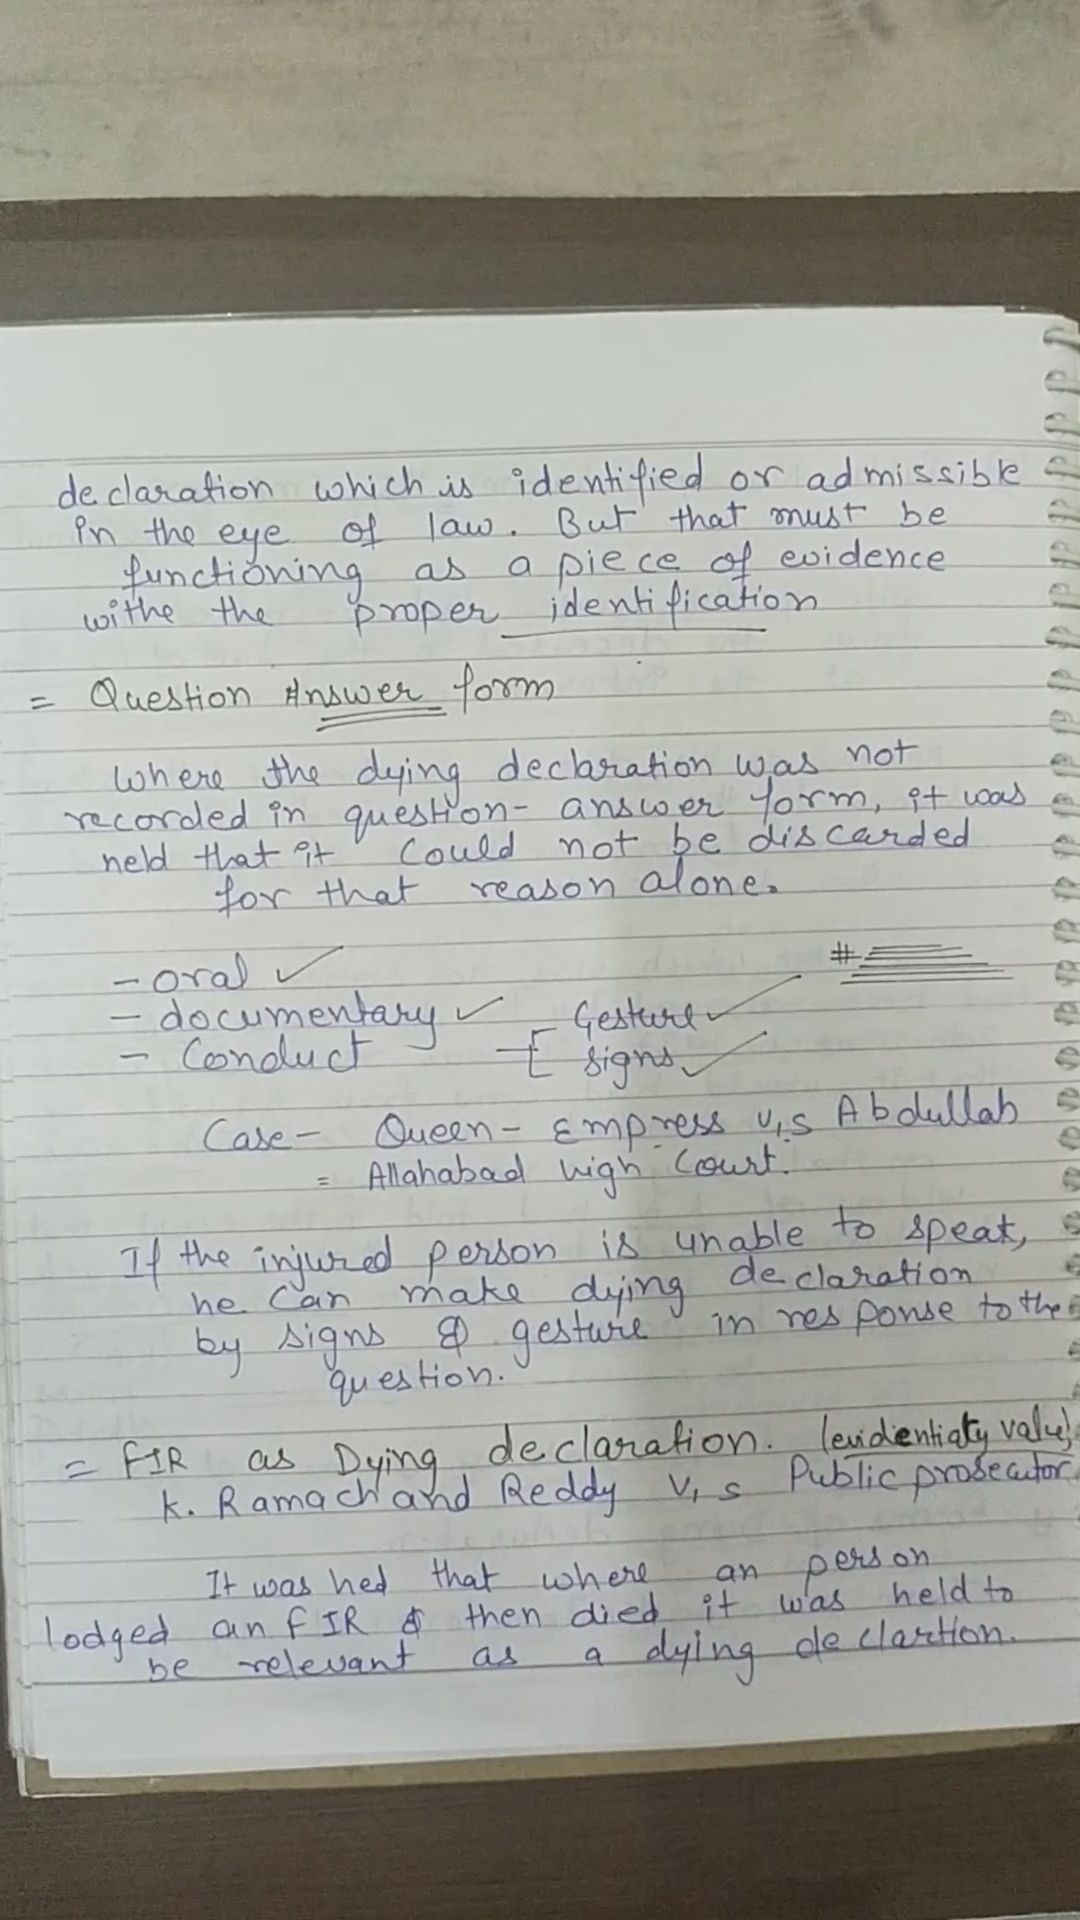 declaration which is identified or admissible
in the eye of law. But that must be
functioning as a piece of evidence
withe the proper identification
= Question Answer form
Where the dying declaration was not
recorded in question- answer form, it was
held that it could not be discarded
for that reason alone.
- oral ✓
#
- documentary ✓ Gesture ✓
- Conduct -[ signs ✓
Case - Queen - Empress v,s Abdullah
= Allahabad high Court.
If the injured person is unable to speak,
he can make dying declaration
by signs & gesture in response to the
question.
= FIR as Dying declaration. (evidentiaty value)
K. Ramachand Reddy v,s Public prosecutor
It was hed that where an person
lodged an FIR & then died it was held to
be relevant as a dying declartion.